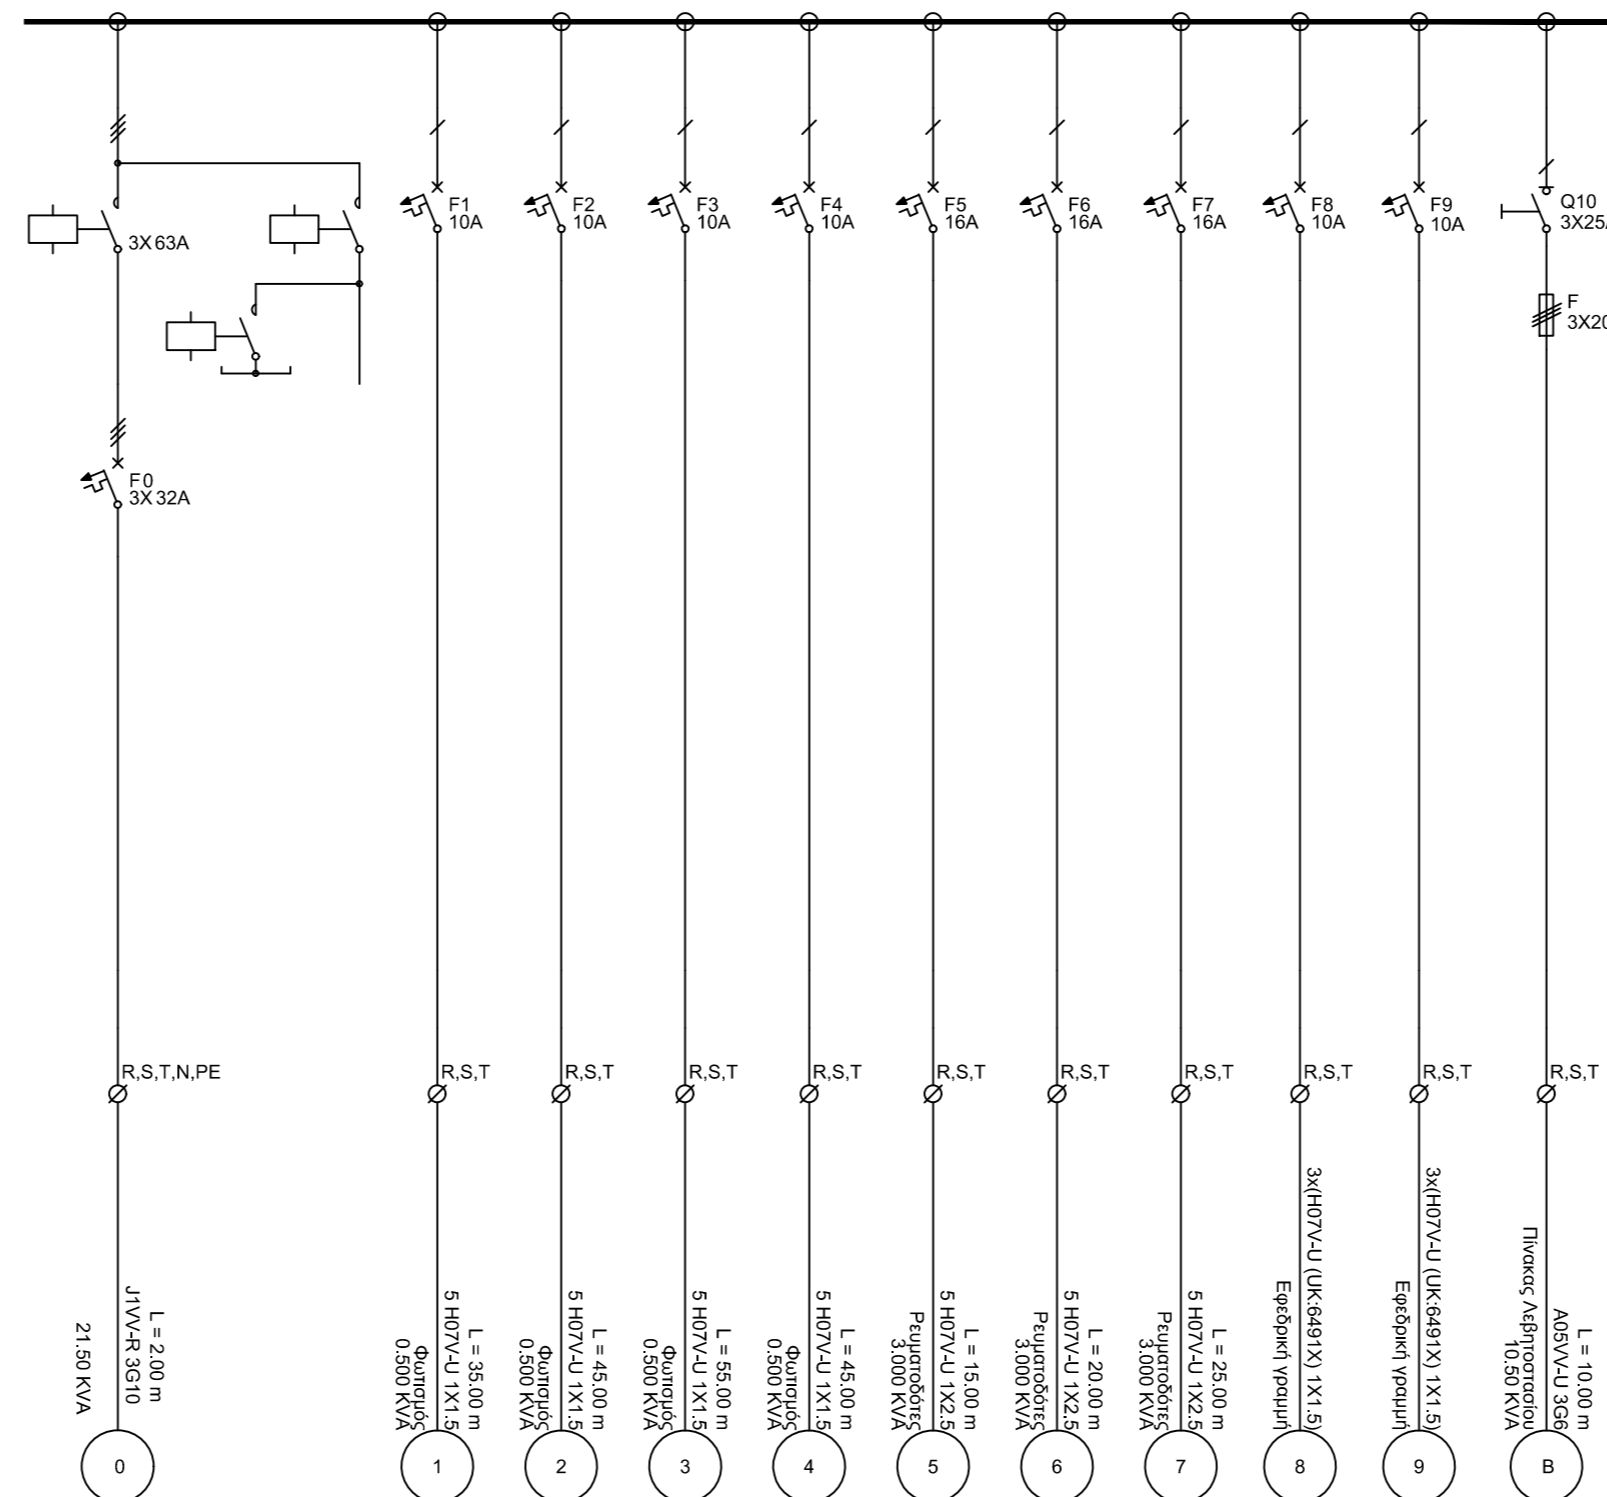 3X63A
F0
3X32A
F1
10A
F2
10A
F3
10A
F4
10A
F5
16A
F6
16A
F7
16A
F8
10A
F9
10A
Q10
3X25A
F
3X20
R,S,T,N,PE
R,S,T
R,S,T
R,S,T
R,S,T
R,S,T
R,S,T
R,S,T
R,S,T
R,S,T
R,S,T
L = 2.00 m
J1VV-R 3G10
21.50 KVA
L = 35.00 m
5 H07V-U 1X1.5
Φωτισμός
0.500 KVA
L = 45.00 m
5 H07V-U 1X1.5
Φωτισμός
0.500 KVA
L = 55.00 m
5 H07V-U 1X1.5
Φωτισμός
0.500 KVA
L = 45.00 m
5 H07V-U 1X1.5
Φωτισμός
0.500 KVA
L = 15.00 m
5 H07V-U 1X2.5
Ρευματοδότες
3.000 KVA
L = 20.00 m
5 H07V-U 1X2.5
Ρευματοδότες
3.000 KVA
L = 25.00 m
5 H07V-U 1X2.5
Ρευματοδότες
3.000 KVA
3x(H07V-U (UK:6491X) 1X1.5)
Εφεδρική γραμμή
3x(H07V-U (UK:6491X) 1X1.5)
Εφεδρική γραμμή
L = 10.00 m
A05VV-U 3G6
Πίνακας Λεβητοστασίου
10.50 KVA
0
1
2
3
4
5
6
7
8
9
B